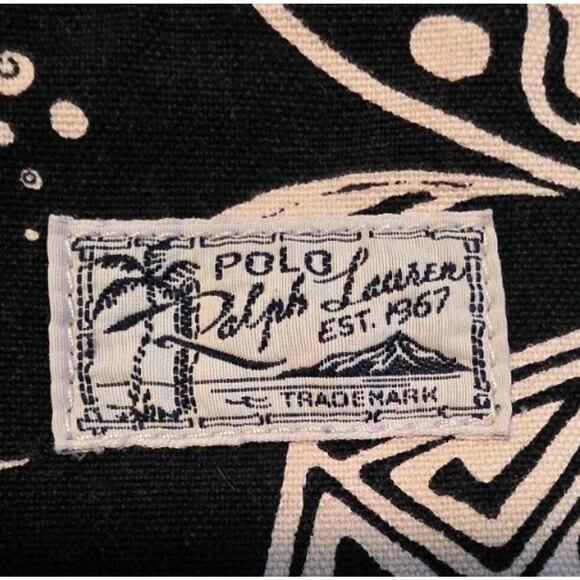 POLO
Ralph Lauren
EST. 1967
TRADEMARK